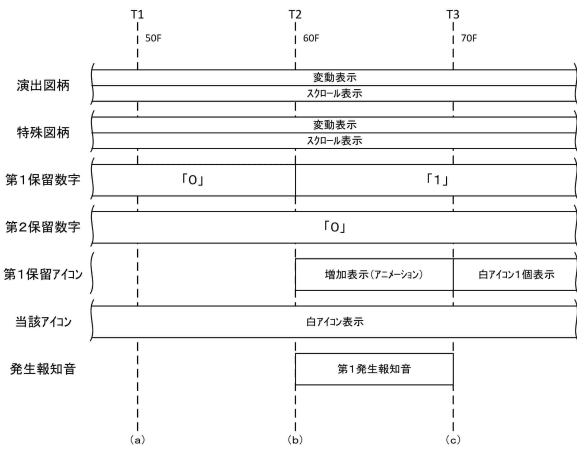 T1 T2 T3
50F 60F 70F
演出図柄 変動表示
スクロール表示
特殊図柄 変動表示
スクロール表示
第1保留数字 「0」 「1」
第2保留数字 「0」
第1保留アイコン 増加表示(アニメーション) 白アイコン1個表示
当該アイコン 白アイコン表示
発生報知音 第1発生報知音
(a) (b) (c)